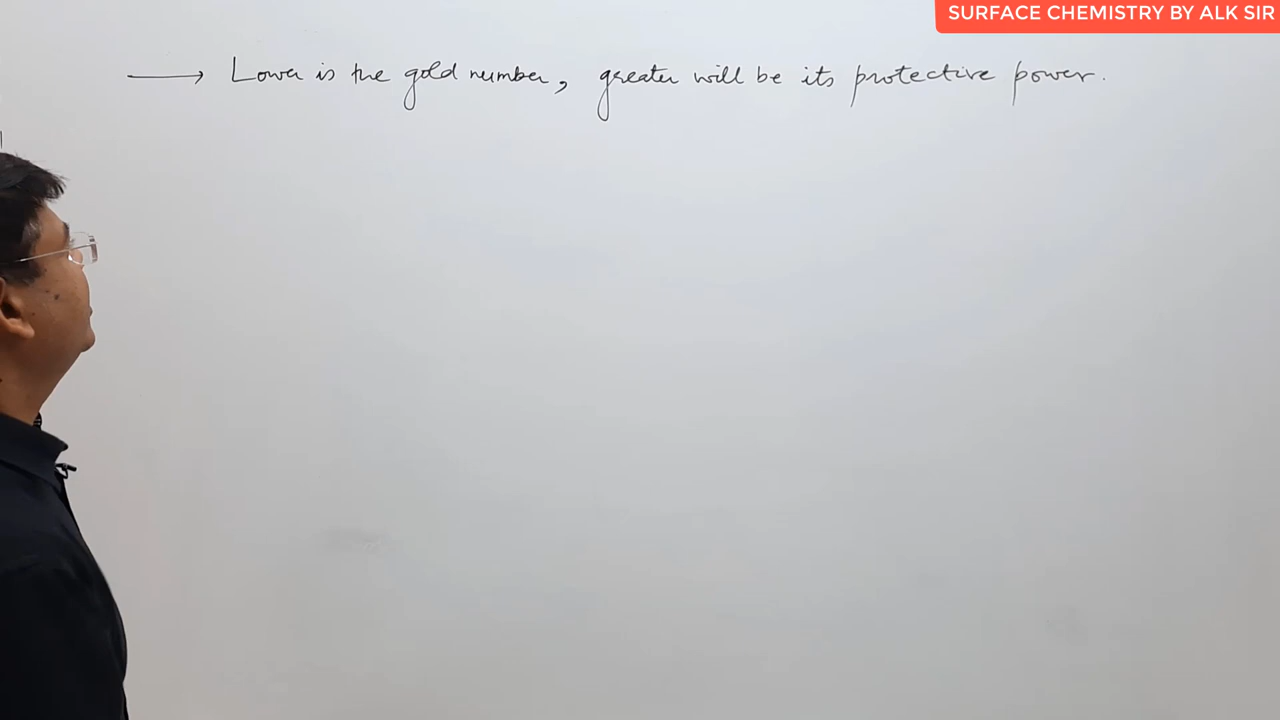 SURFACE CHEMISTRY BY ALK SIR
⟶ Lower is the gold number, greater will be its protective power.